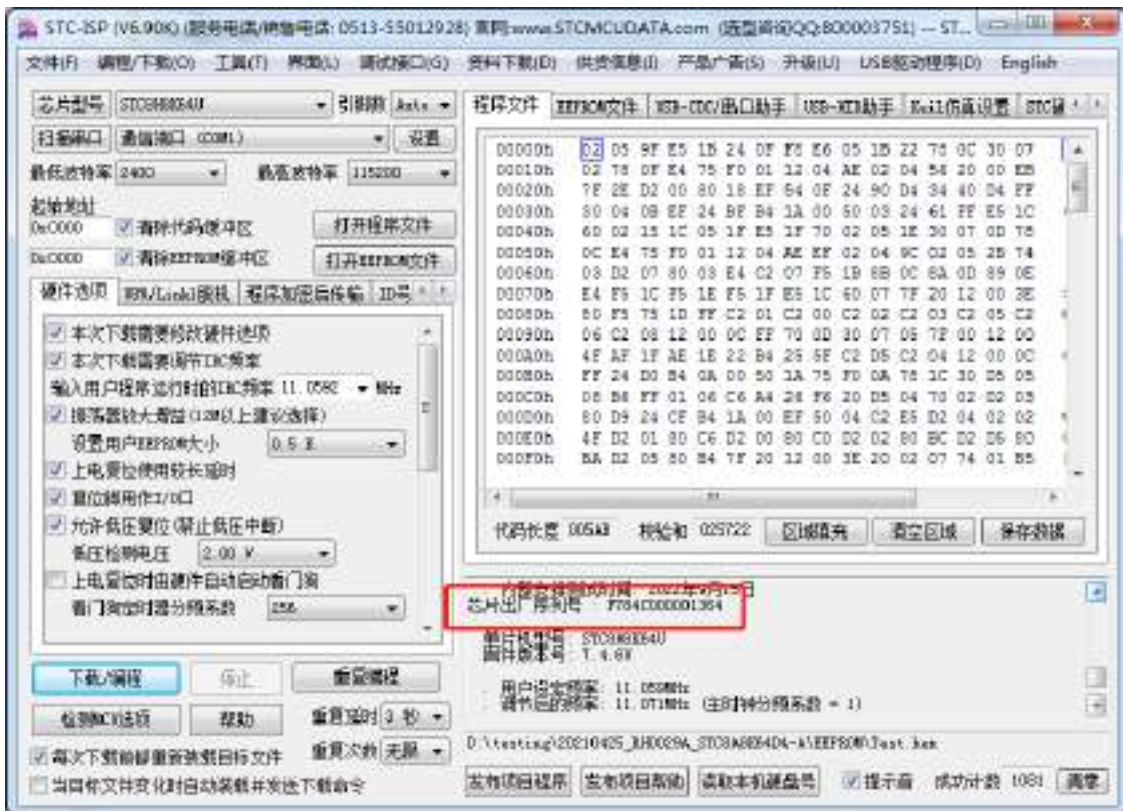 STC-ISP (V6.90K) (服务电话/销售电话: 0513-55012928) 官网:www.STCMCUDATA.com (选型咨询QQ:800003751) -- ST...
文件(F) 编程/下载(O) 工具(T) 界面(L) 调试接口(G) 资料下载(D) 供货信息(I) 产品广告(S) 升级(U) USB驱动程序(D) English
芯片型号 STC8H8K64U 引脚数 Auto
扫描串口 通信端口 (COM1) 设置
最低波特率 2400 最高波特率 115200
起始地址
0x0000 清除代码缓冲区 打开程序文件
0x0000 清除EEPROM缓冲区 打开EEPROM文件
硬件选项 程序加密后传输 ID号
本次下载需要修改硬件选项
本次下载需要调节IRC频率
输入用户程序运行时的IRC频率 11.0592 MHz
振荡器放大增益(12M以上建议选择)
设置用户EEPROM大小 0.5 K
上电复位使用较长延时
复位脚用作I/O口
允许低压复位(禁止低压中断)
低压检测电压 2.00 V
上电复位时由硬件自动启动看门狗
看门狗定时器分频系数 256
下载/编程 停止 重复编程
检测MCU选项 帮助 重复延时 3 秒
每次下载前都重新装载目标文件 重复次数 无限
当目标文件变化时自动装载并发送下载命令
程序文件 EEPROM文件 USB-CDC/串口助手 USB-HID助手 Keil仿真设置
00000h 02 05 9F E5 1B 24 0F F8 E6 05 1B 22 78 0C 30 07
00010h 02 78 0F E4 75 F0 01 12 04 AE 02 04 56 20 00 EB
00020h 7F 2E D2 00 80 18 EF 54 0F 24 90 D4 34 40 D4 FF
00030h 30 04 0B EF 24 BF B4 1A 00 50 03 24 61 FF E5 1C
00040h 60 02 15 1C 05 1F E5 1F 70 02 05 1E 30 07 0D 78
00050h 0C E4 75 F0 01 12 04 AE EF 02 04 9C 02 05 2B 74
00060h 03 D2 07 80 03 E4 C2 07 F5 1B 8B 0C 8A 0D 89 0E
00070h E4 F5 1C F5 1E F5 1F E5 1C 60 07 7F 20 12 00 3E
00080h 80 F5 75 1D FF C2 01 C2 00 C2 02 C2 03 C2 05 C2
00090h 06 C2 08 12 00 0C FF 70 0D 30 07 05 7F 00 12 00
000A0h 4F AF 1F AE 1E 22 B4 25 5F C2 D5 C2 04 12 00 0C
000B0h FF 24 D0 B4 0A 00 50 1A 75 F0 0A 78 1C 30 D5 05
000C0h 08 B6 FF 01 06 C6 A4 26 F6 20 D5 04 70 02 D2 03
000D0h 80 D9 24 CF B4 1A 00 EF 50 04 C2 E5 D2 04 02 02
000E0h 4F D2 01 80 C6 D2 00 80 C0 D2 02 80 BC D2 D5 80
000F0h BA D2 05 80 B4 7F 20 12 00 3E 20 02 07 74 01 B5
代码长度 005AB 校验和 025722 区域填充 清空区域 保存数据
芯片出厂序列号 : F784C000001364
单片机型号: STC8H8K64U
固件版本号: 7.4.6V
用户设定频率: 11.059MHz
调节后的频率: 11.071MHz (主时钟分频系数 = 1)
发布项目程序 发布项目帮助 读取本机硬盘号 提示音 成功计数 1081 清零